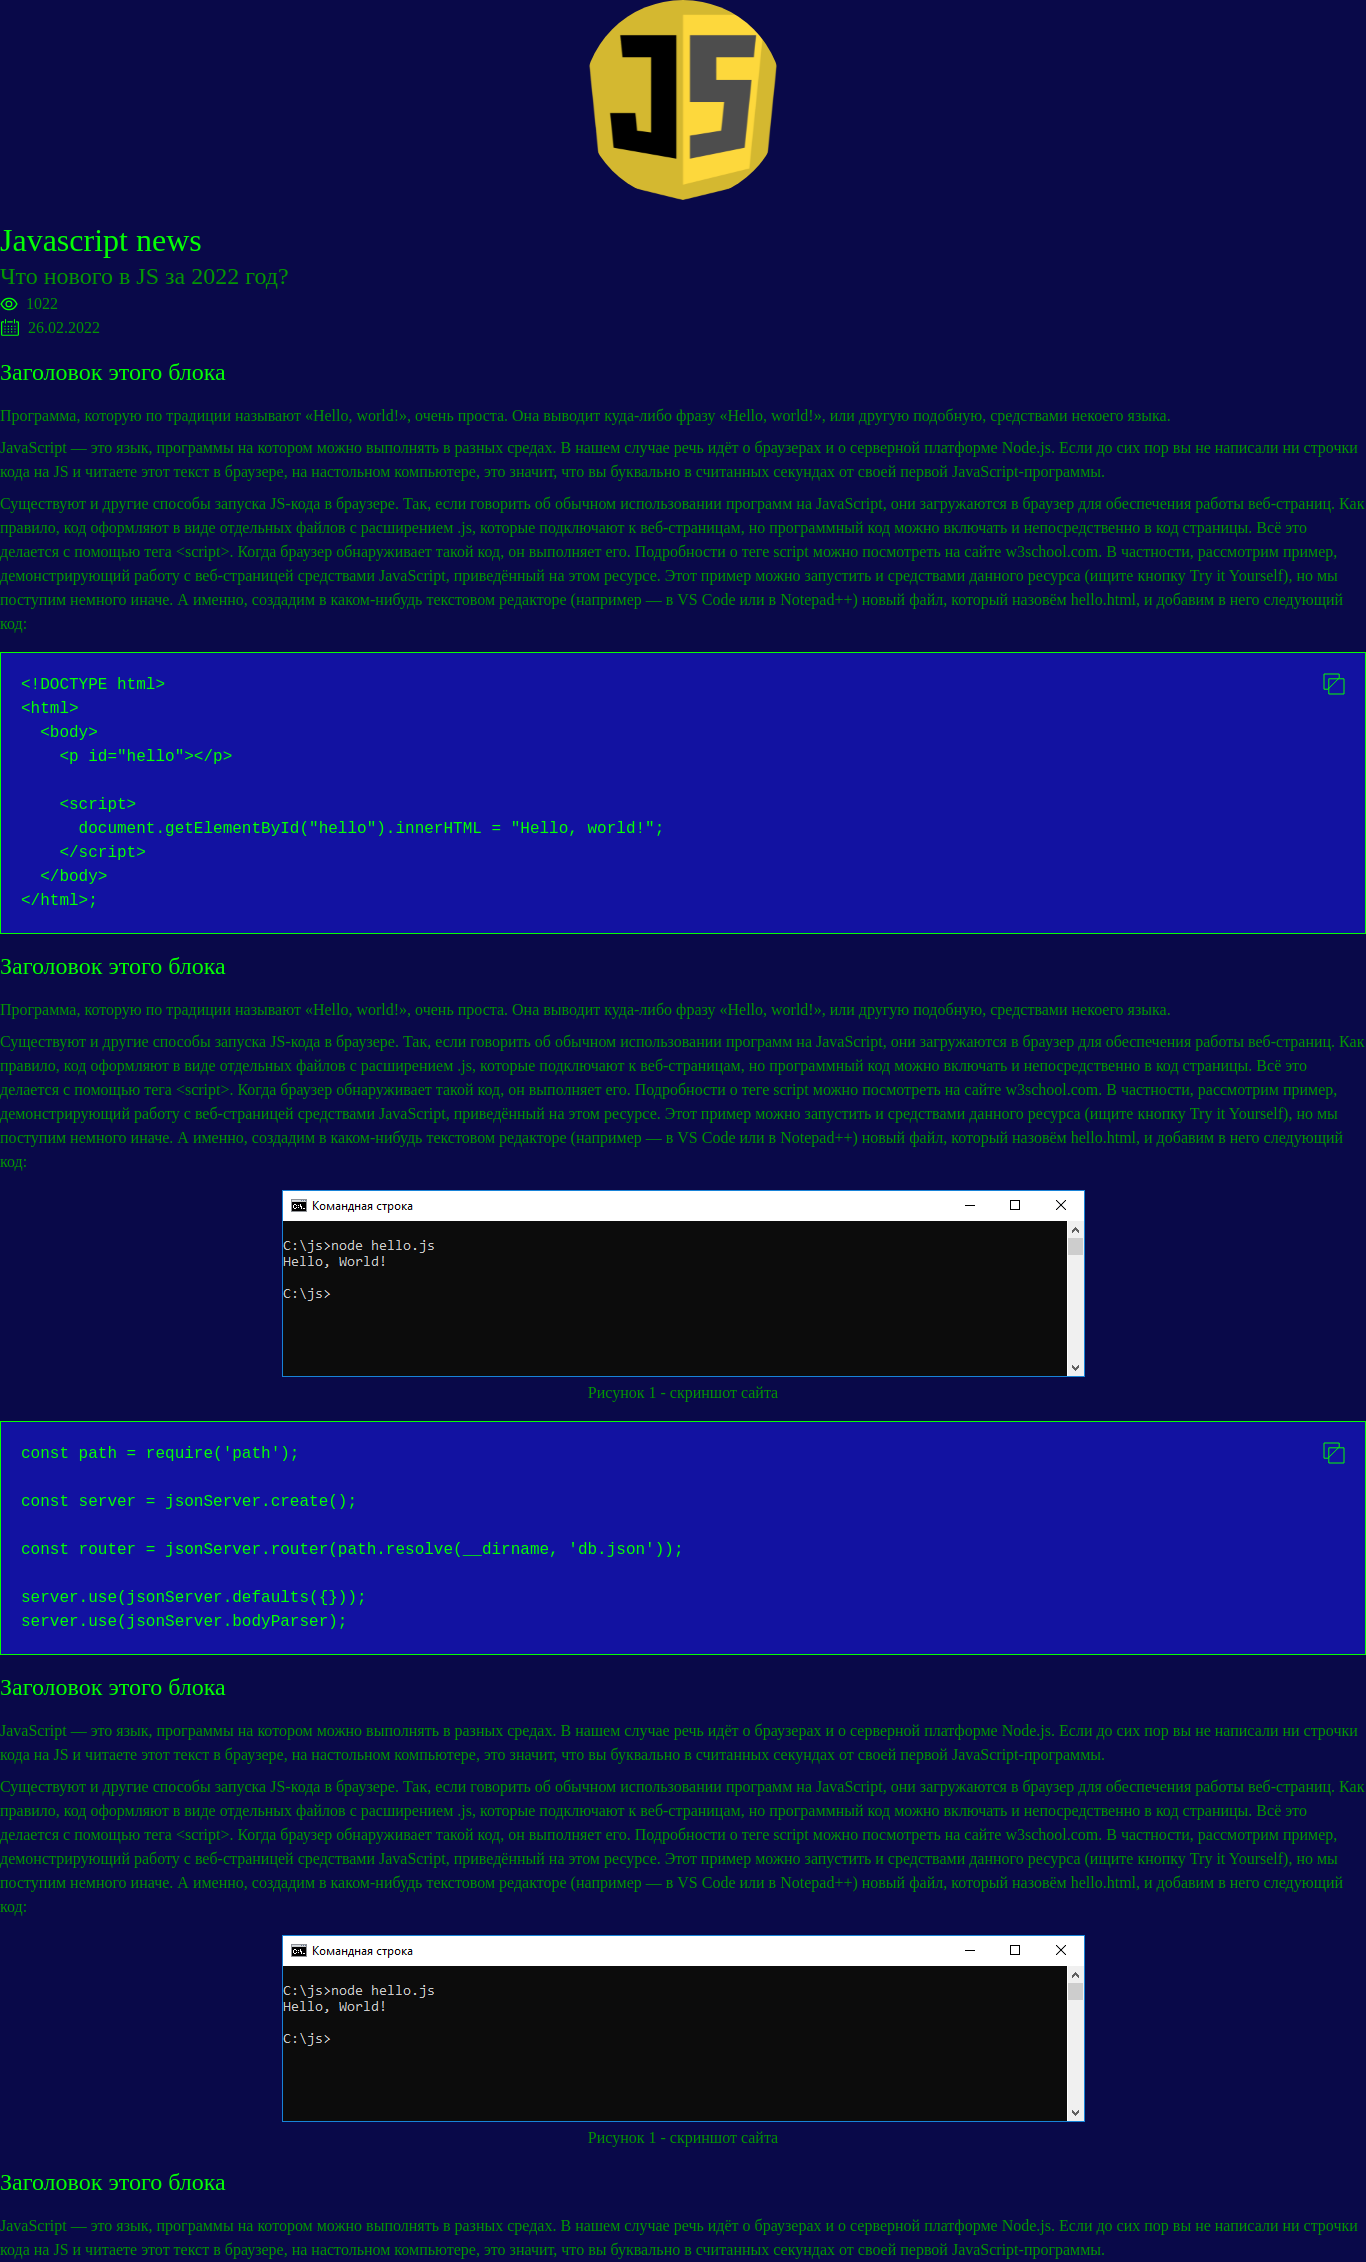 JS
Javascript news
Что нового в JS за 2022 год?
1022
26.02.2022
Заголовок этого блока
Программа, которую по традиции называют «Hello, world!», очень проста. Она выводит куда-либо фразу «Hello, world!», или другую подобную, средствами некоего языка.
JavaScript — это язык, программы на котором можно выполнять в разных средах. В нашем случае речь идёт о браузерах и о серверной платформе Node.js. Если до сих пор вы не написали ни строчки
кода на JS и читаете этот текст в браузере, на настольном компьютере, это значит, что вы буквально в считанных секундах от своей первой JavaScript-программы.
Существуют и другие способы запуска JS-кода в браузере. Так, если говорить об обычном использовании программ на JavaScript, они загружаются в браузер для обеспечения работы веб-страниц. Как
правило, код оформляют в виде отдельных файлов с расширением .js, которые подключают к веб-страницам, но программный код можно включать и непосредственно в код страницы. Всё это
делается с помощью тега <script>. Когда браузер обнаруживает такой код, он выполняет его. Подробности о теге script можно посмотреть на сайте w3school.com. В частности, рассмотрим пример,
демонстрирующий работу с веб-страницей средствами JavaScript, приведённый на этом ресурсе. Этот пример можно запустить и средствами данного ресурса (ищите кнопку Try it Yourself), но мы
поступим немного иначе. А именно, создадим в каком-нибудь текстовом редакторе (например — в VS Code или в Notepad++) новый файл, который назовём hello.html, и добавим в него следующий
код:
<!DOCTYPE html>
<html>
  <body>
    <p id="hello"></p>

    <script>
      document.getElementById("hello").innerHTML = "Hello, world!";
    </script>
  </body>
</html>;
Заголовок этого блока
Программа, которую по традиции называют «Hello, world!», очень проста. Она выводит куда-либо фразу «Hello, world!», или другую подобную, средствами некоего языка.
Существуют и другие способы запуска JS-кода в браузере. Так, если говорить об обычном использовании программ на JavaScript, они загружаются в браузер для обеспечения работы веб-страниц. Как
правило, код оформляют в виде отдельных файлов с расширением .js, которые подключают к веб-страницам, но программный код можно включать и непосредственно в код страницы. Всё это
делается с помощью тега <script>. Когда браузер обнаруживает такой код, он выполняет его. Подробности о теге script можно посмотреть на сайте w3school.com. В частности, рассмотрим пример,
демонстрирующий работу с веб-страницей средствами JavaScript, приведённый на этом ресурсе. Этот пример можно запустить и средствами данного ресурса (ищите кнопку Try it Yourself), но мы
поступим немного иначе. А именно, создадим в каком-нибудь текстовом редакторе (например — в VS Code или в Notepad++) новый файл, который назовём hello.html, и добавим в него следующий
код:
Командная строка
C:\js>node hello.js
Hello, World!
C:\js>
Рисунок 1 - скриншот сайта
const path = require('path');

const server = jsonServer.create();

const router = jsonServer.router(path.resolve(__dirname, 'db.json'));

server.use(jsonServer.defaults({}));
server.use(jsonServer.bodyParser);
Заголовок этого блока
JavaScript — это язык, программы на котором можно выполнять в разных средах. В нашем случае речь идёт о браузерах и о серверной платформе Node.js. Если до сих пор вы не написали ни строчки
кода на JS и читаете этот текст в браузере, на настольном компьютере, это значит, что вы буквально в считанных секундах от своей первой JavaScript-программы.
Существуют и другие способы запуска JS-кода в браузере. Так, если говорить об обычном использовании программ на JavaScript, они загружаются в браузер для обеспечения работы веб-страниц. Как
правило, код оформляют в виде отдельных файлов с расширением .js, которые подключают к веб-страницам, но программный код можно включать и непосредственно в код страницы. Всё это
делается с помощью тега <script>. Когда браузер обнаруживает такой код, он выполняет его. Подробности о теге script можно посмотреть на сайте w3school.com. В частности, рассмотрим пример,
демонстрирующий работу с веб-страницей средствами JavaScript, приведённый на этом ресурсе. Этот пример можно запустить и средствами данного ресурса (ищите кнопку Try it Yourself), но мы
поступим немного иначе. А именно, создадим в каком-нибудь текстовом редакторе (например — в VS Code или в Notepad++) новый файл, который назовём hello.html, и добавим в него следующий
код:
Командная строка
C:\js>node hello.js
Hello, World!
C:\js>
Рисунок 1 - скриншот сайта
Заголовок этого блока
JavaScript — это язык, программы на котором можно выполнять в разных средах. В нашем случае речь идёт о браузерах и о серверной платформе Node.js. Если до сих пор вы не написали ни строчки
кода на JS и читаете этот текст в браузере, на настольном компьютере, это значит, что вы буквально в считанных секундах от своей первой JavaScript-программы.